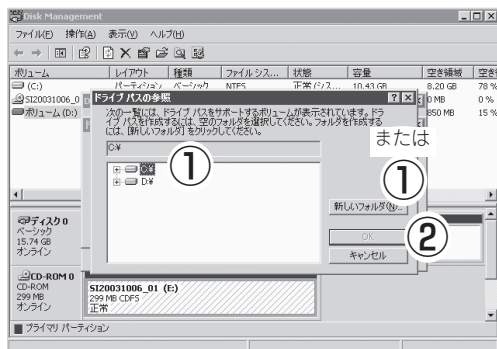 Disk Management
ファイル(F) 操作(A) 表示(V) ヘルプ(H)
ボリューム レイアウト 種類 ファイル シス... 状態 容量 空き領域 空き
(C:) パーティション ベーシック NTFS 正常 (シス... 10.43 GB 8.20 GB 78 %
SI20031006_0 0 MB 0 %
ボリューム (D:) 850 MB 15 %
ドライブ パスの参照
次の一覧には、ドライブ パスをサポートするボリュームが表示されています。ドラ
イブ パスを作成するには、空のフォルダを選択してください。フォルダを作成する
には、[新しいフォルダ] をクリックしてください。
または
C:¥
① C:¥
D:¥
①
新しいフォルダ(N)...
OK
②
キャンセル
ディスク 0
ベーシック
15.74 GB
オンライン
CD-ROM 0
CD-ROM
299 MB
オンライン
SI20031006_01 (E:)
299 MB CDFS
正常
プライマリ パーティション